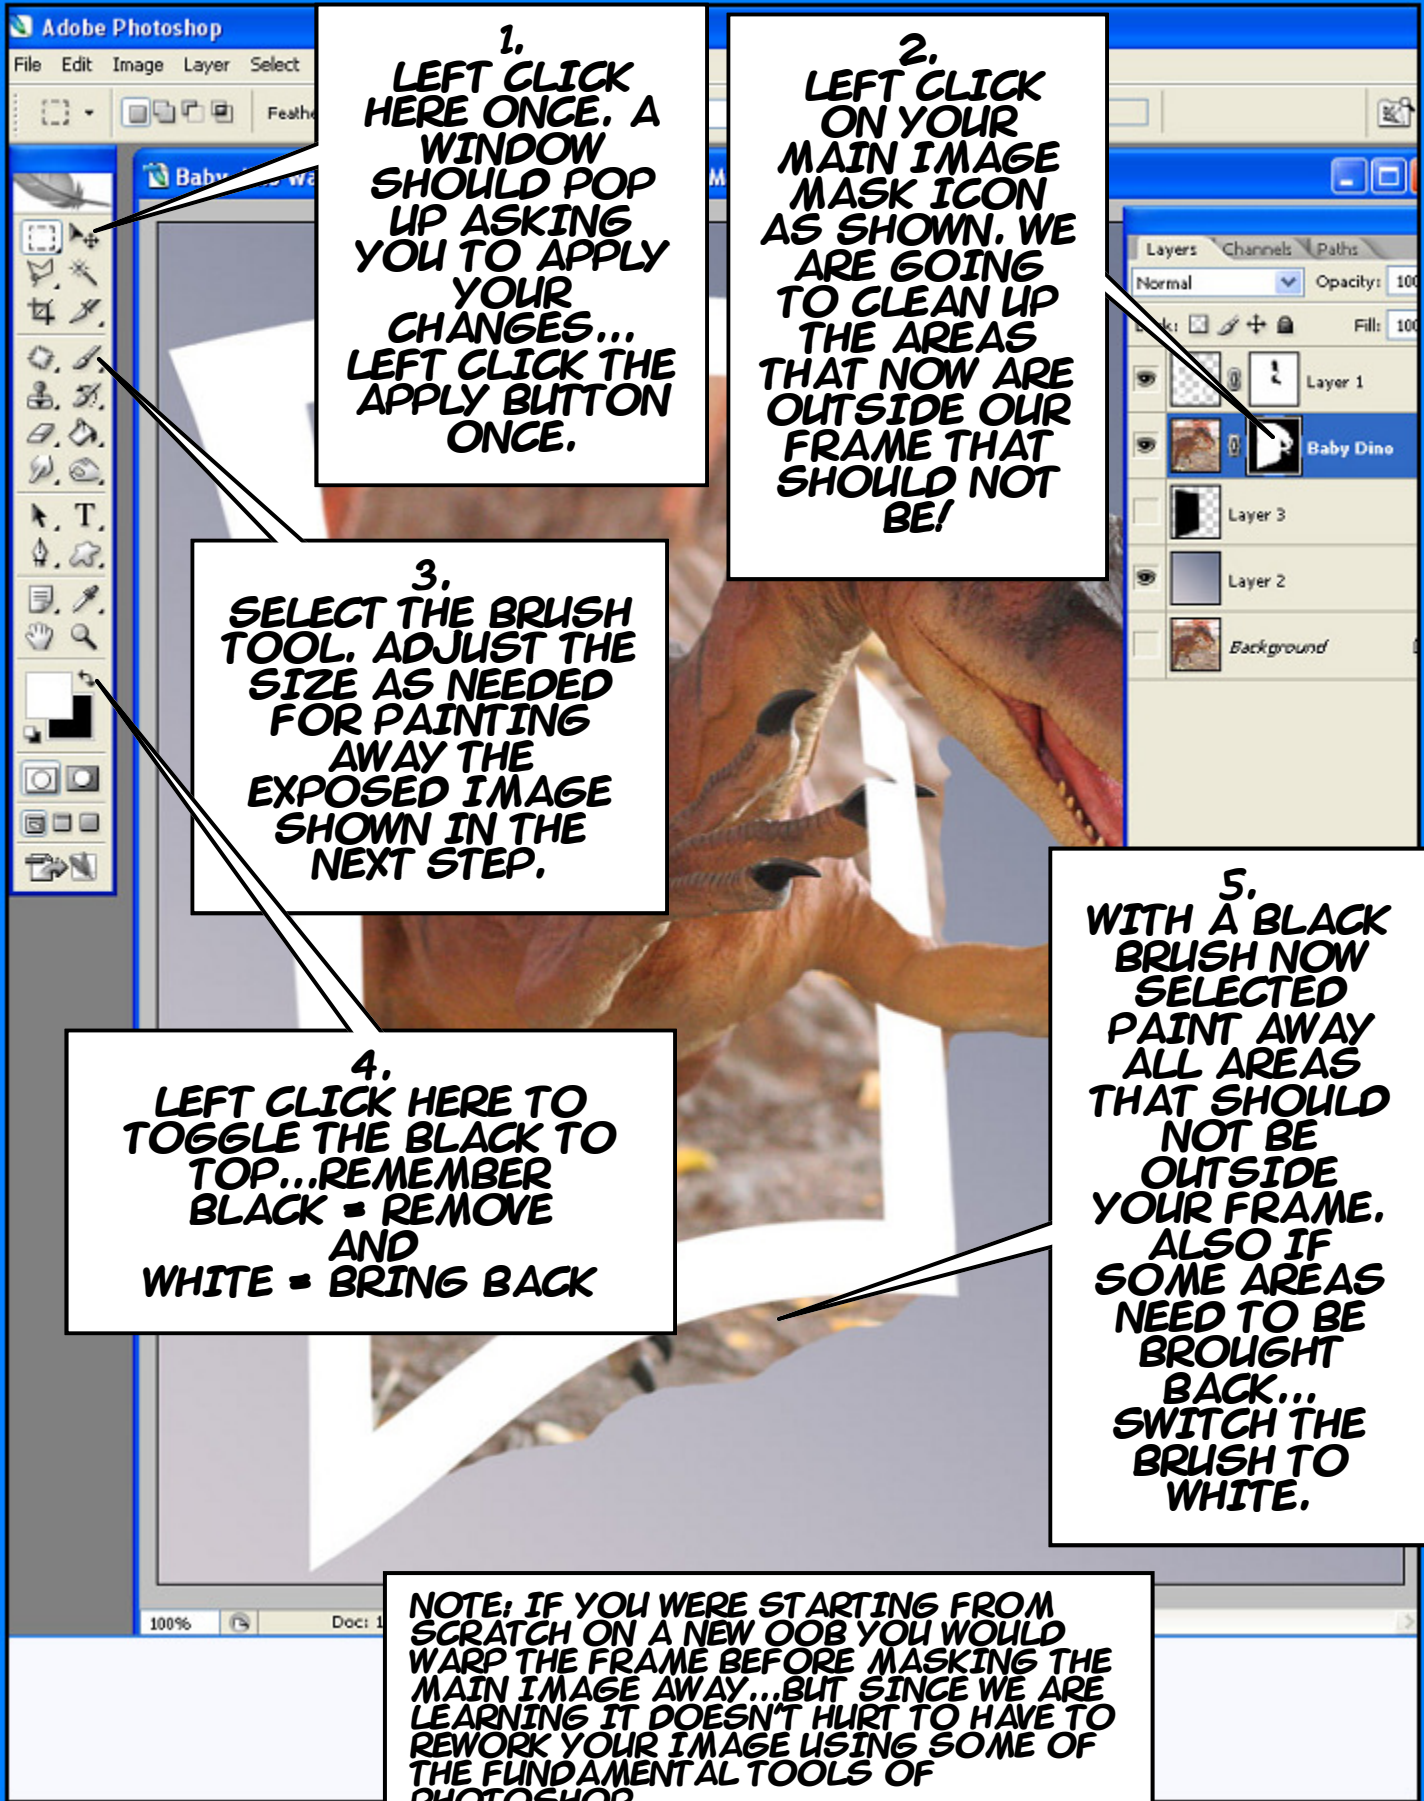 Adobe Photoshop
File Edit Image Layer Select
1.
LEFT CLICK
HERE ONCE. A
WINDOW
SHOULD POP
UP ASKING
YOU TO APPLY
YOUR
CHANGES...
LEFT CLICK THE
APPLY BUTTON
ONCE.
2.
LEFT CLICK
ON YOUR
MAIN IMAGE
MASK ICON
AS SHOWN. WE
ARE GOING
TO CLEAN UP
THE AREAS
THAT NOW ARE
OUTSIDE OUR
FRAME THAT
SHOULD NOT
BE!
Layers Channels Paths
Normal Opacity: 100
Fill: 100
Layer 1
Baby Dino
Layer 3
Layer 2
Background
3.
SELECT THE BRUSH
TOOL. ADJUST THE
SIZE AS NEEDED
FOR PAINTING
AWAY THE
EXPOSED IMAGE
SHOWN IN THE
NEXT STEP.
4.
LEFT CLICK HERE TO
TOGGLE THE BLACK TO
TOP...REMEMBER
BLACK = REMOVE
AND
WHITE = BRING BACK
5.
WITH A BLACK
BRUSH NOW
SELECTED
PAINT AWAY
ALL AREAS
THAT SHOULD
NOT BE
OUTSIDE
YOUR FRAME.
ALSO IF
SOME AREAS
NEED TO BE
BROUGHT
BACK...
SWITCH THE
BRUSH TO
WHITE.
100% Doc: 1
NOTE: IF YOU WERE STARTING FROM
SCRATCH ON A NEW OOB YOU WOULD
WARP THE FRAME BEFORE MASKING THE
MAIN IMAGE AWAY...BUT SINCE WE ARE
LEARNING IT DOESN'T HURT TO HAVE TO
REWORK YOUR IMAGE USING SOME OF
THE FUNDAMENTAL TOOLS OF
PHOTOSHOP